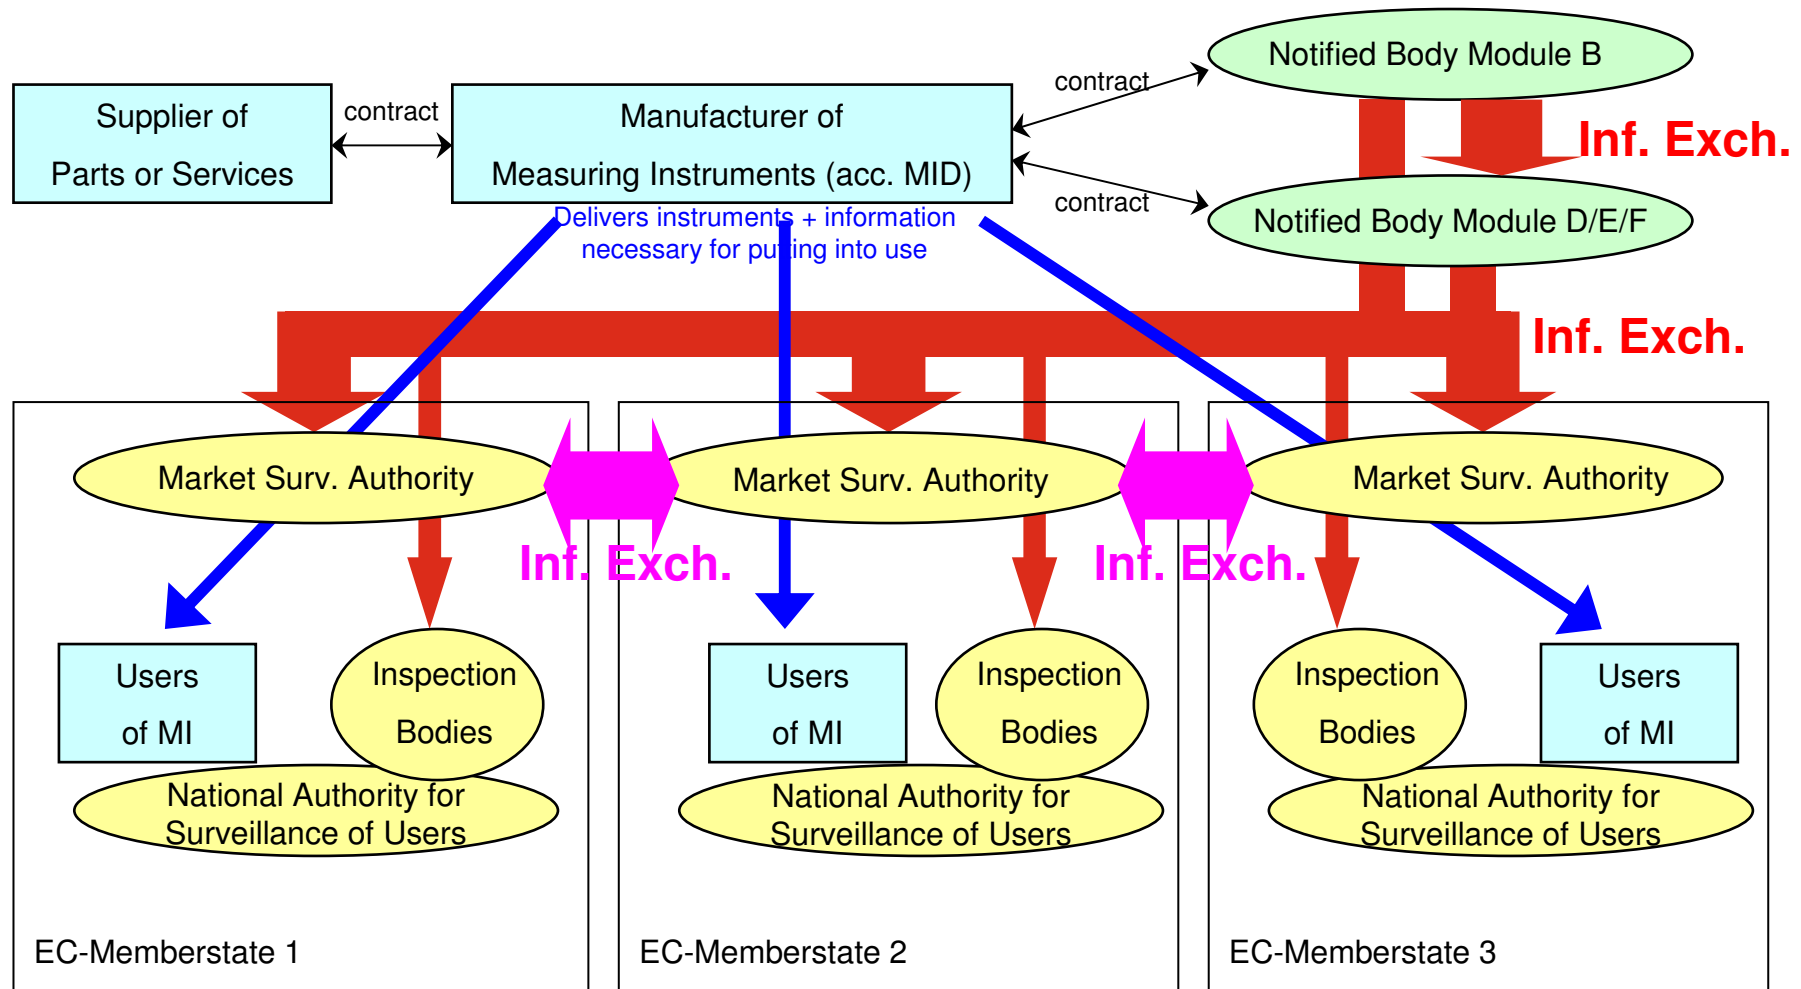 Notified Body Module B
contract
Supplier of
Parts or Services
contract
Manufacturer of
Measuring Instruments (acc. MID)
Inf. Exch.
contract
Notified Body Module D/E/F
Delivers instruments + information
necessary for putting into use
Inf. Exch.
Market Surv. Authority
Market Surv. Authority
Market Surv. Authority
Inf. Exch.
Inf. Exch.
Users
of MI
Inspection
Bodies
Users
of MI
Inspection
Bodies
Inspection
Bodies
Users
of MI
National Authority for
Surveillance of Users
National Authority for
Surveillance of Users
National Authority for
Surveillance of Users
EC-Memberstate 1
EC-Memberstate 2
EC-Memberstate 3